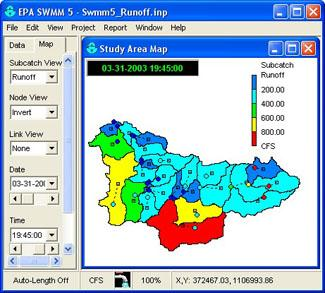 EPA SWMM 5 - Swmm5_Runoff.inp
File Edit View Project Report Window Help
Data Map
Study Area Map
Subcatch View
Runoff
Node View
Invert
Link View
None
Date
03-31-200
Time
19:45:00
03-31-2003 19:45:00
Subcatch
Runoff
200.00
400.00
600.00
800.00
CFS
Auto-Length Off CFS 100% X,Y: 372467.03, 1106993.86